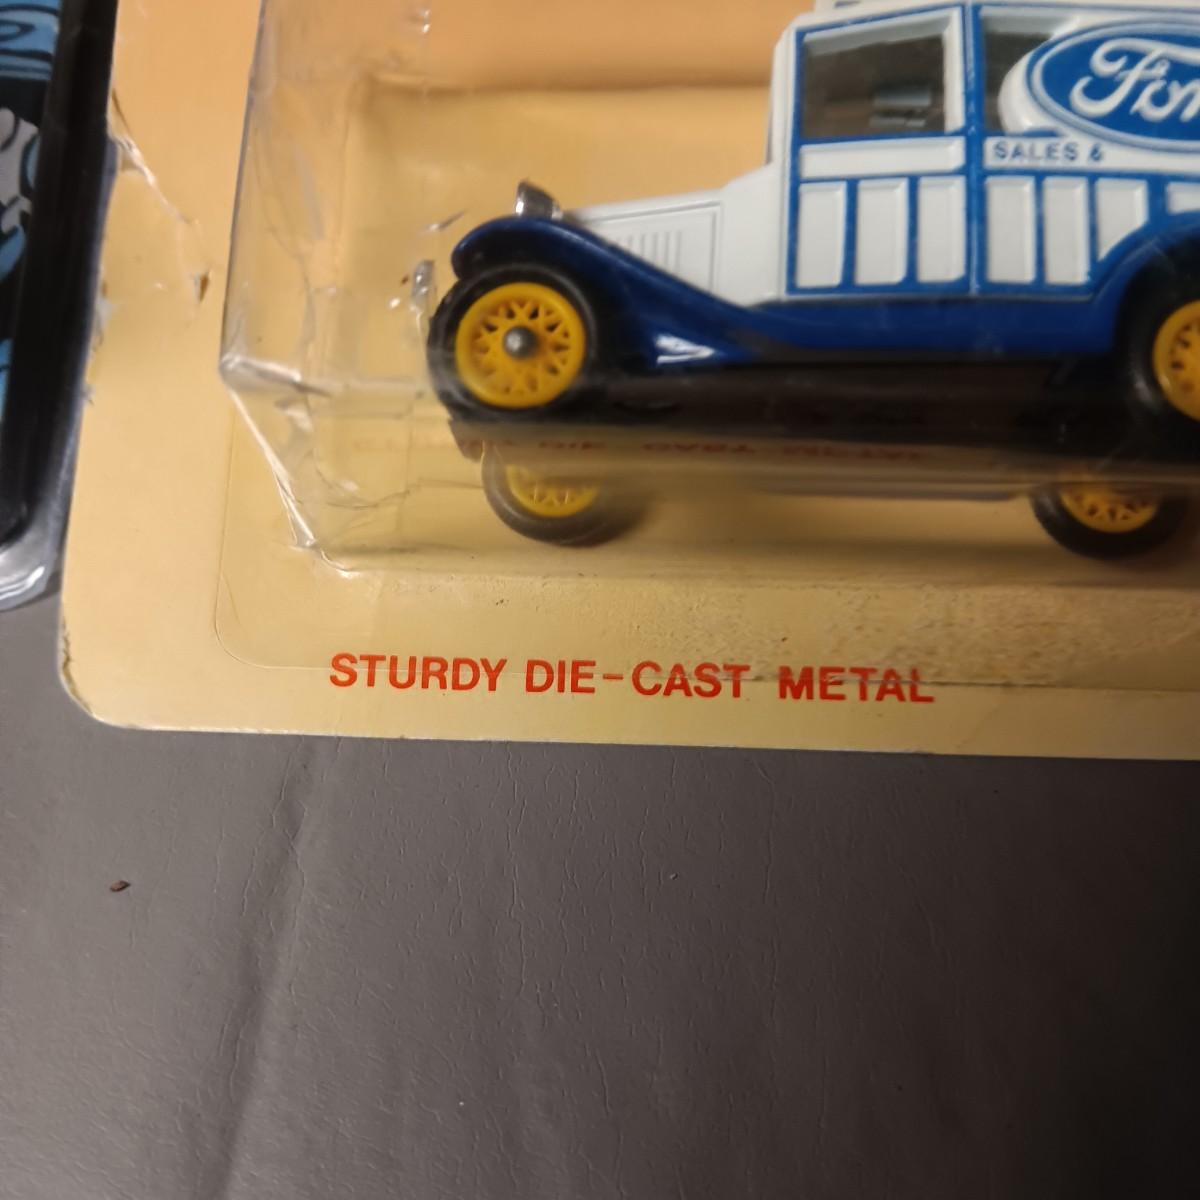 Ford
SALES &
STURDY DIE-CAST METAL